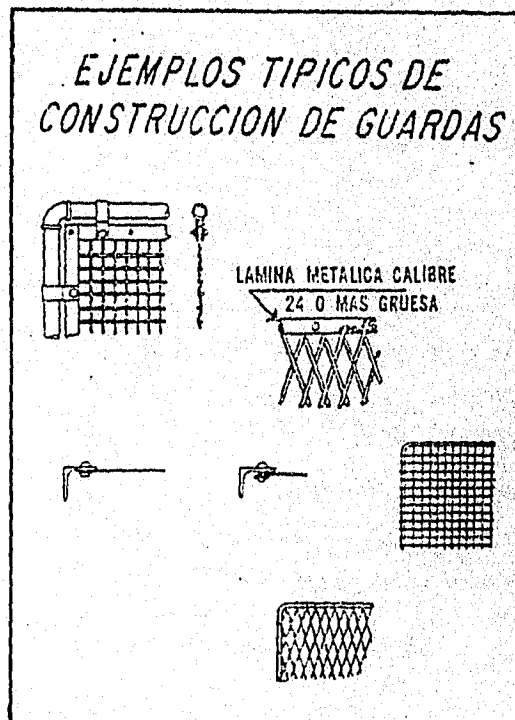 EJEMPLOS TIPICOS DE
CONSTRUCCION DE GUARDAS
LAMINA METALICA CALIBRE
24 O MAS GRUESA